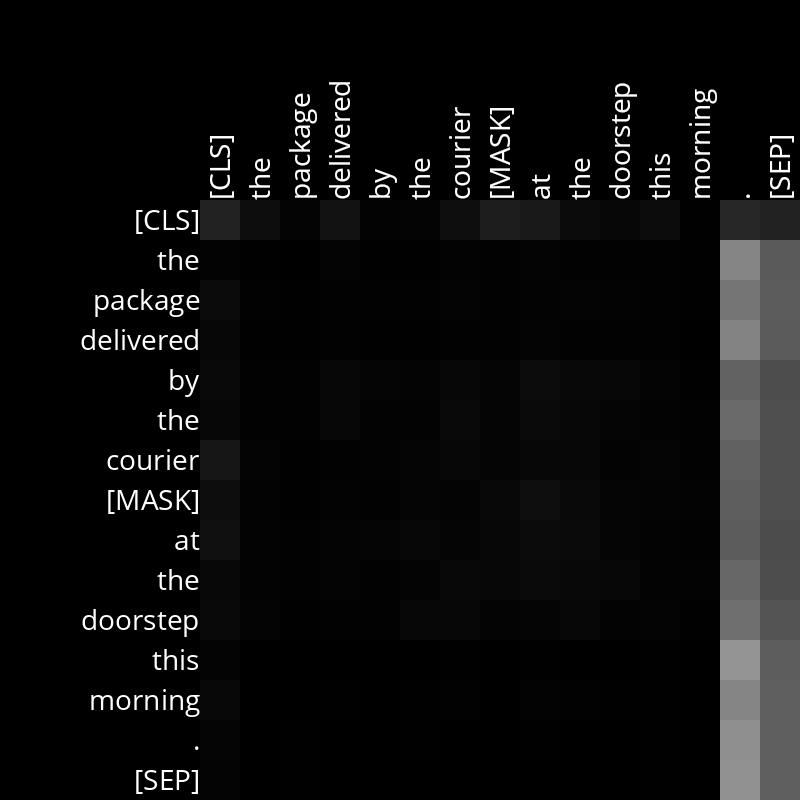 [CLS]
the
package
delivered
by
the
courier
[MASK]
at
the
doorstep
this
morning
.
[SEP]
[CLS]
the
package
delivered
by
the
courier
[MASK]
at
the
doorstep
this
morning
.
[SEP]